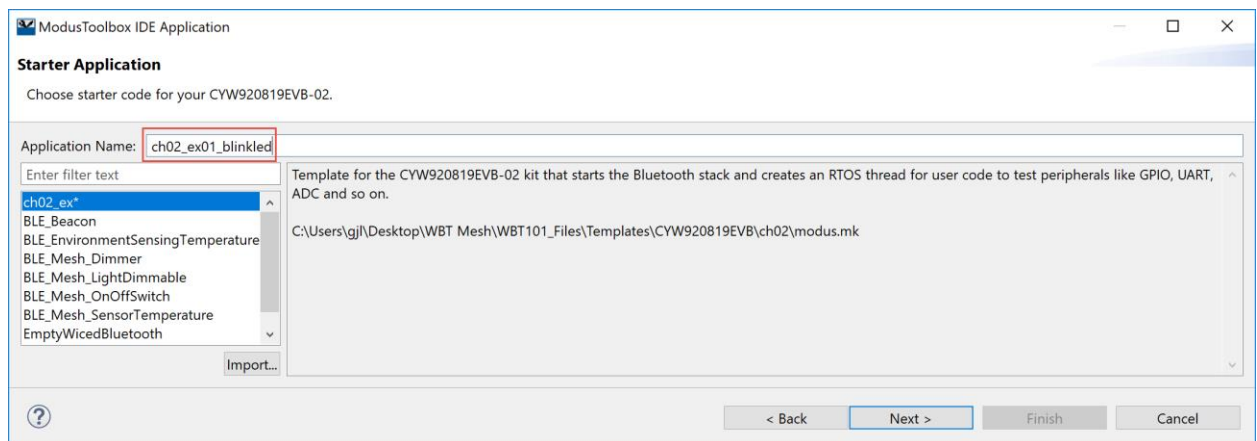 ModusToolbox IDE Application
Starter Application
Choose starter code for your CYW920819EVB-02.
Application Name: ch02_ex01_blinkled
Enter filter text
ch02_ex*
BLE_Beacon
BLE_EnvironmentSensingTemperature
BLE_Mesh_Dimmer
BLE_Mesh_LightDimmable
BLE_Mesh_OnOffSwitch
BLE_Mesh_SensorTemperature
EmptyWicedBluetooth
Import...
Template for the CYW920819EVB-02 kit that starts the Bluetooth stack and creates an RTOS thread for user code to test peripherals like GPIO, UART,
ADC and so on.
C:\Users\gjl\Desktop\WBT Mesh\WBT101_Files\Templates\CYW920819EVB\ch02\modus.mk
?
< Back Next > Finish Cancel